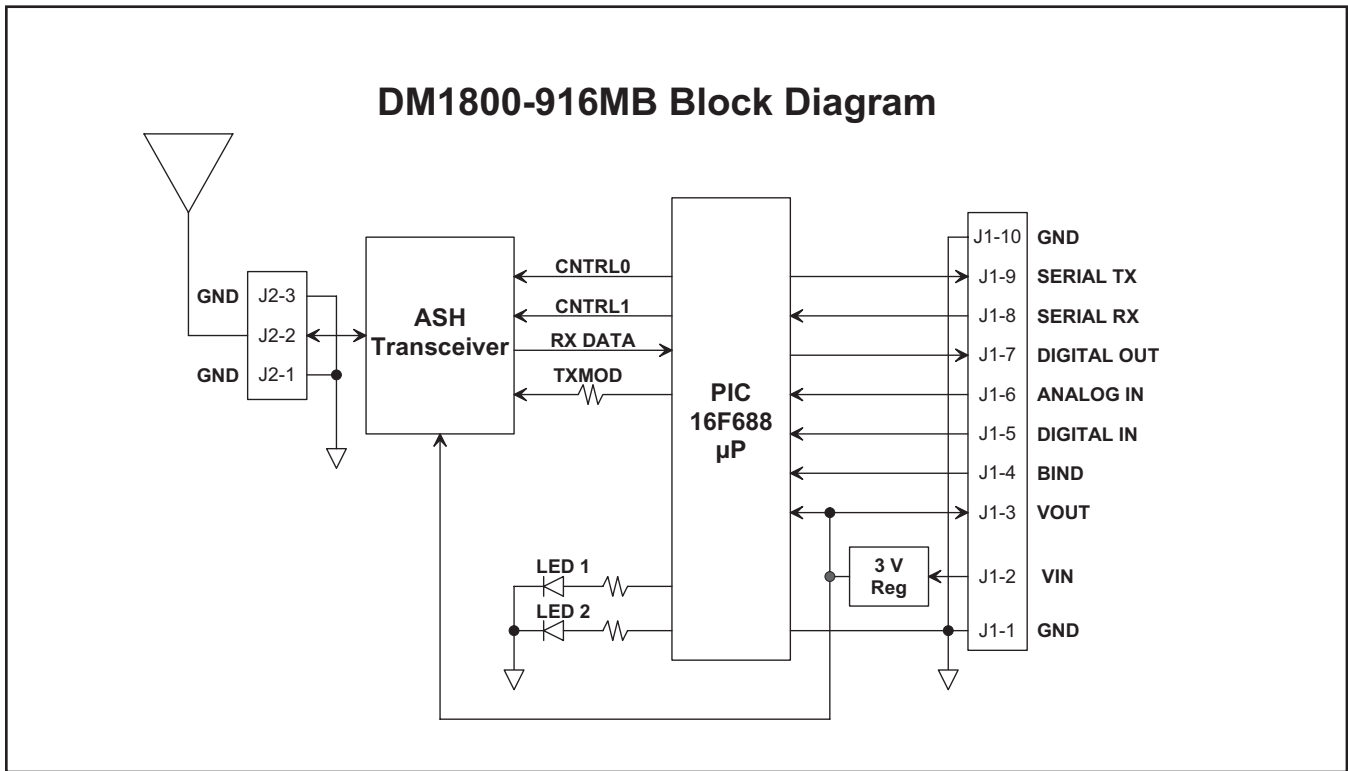 DM1800-916MB Block Diagram
GND J2-3
J2-2
GND J2-1
ASH
Transceiver
CNTRL0
CNTRL1
RX DATA
TXMOD
PIC
16F688
µP
LED 1
LED 2
3 V
Reg
J1-10 GND
J1-9 SERIAL TX
J1-8 SERIAL RX
J1-7 DIGITAL OUT
J1-6 ANALOG IN
J1-5 DIGITAL IN
J1-4 BIND
J1-3 VOUT
J1-2 VIN
J1-1 GND